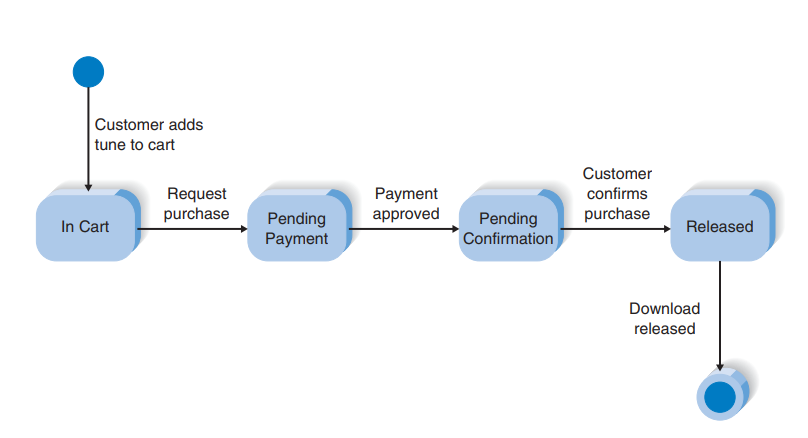 Customer adds
tune to cart
In Cart
Request
purchase
Pending
Payment
Payment
approved
Pending
Confirmation
Customer
confirms
purchase
Released
Download
released